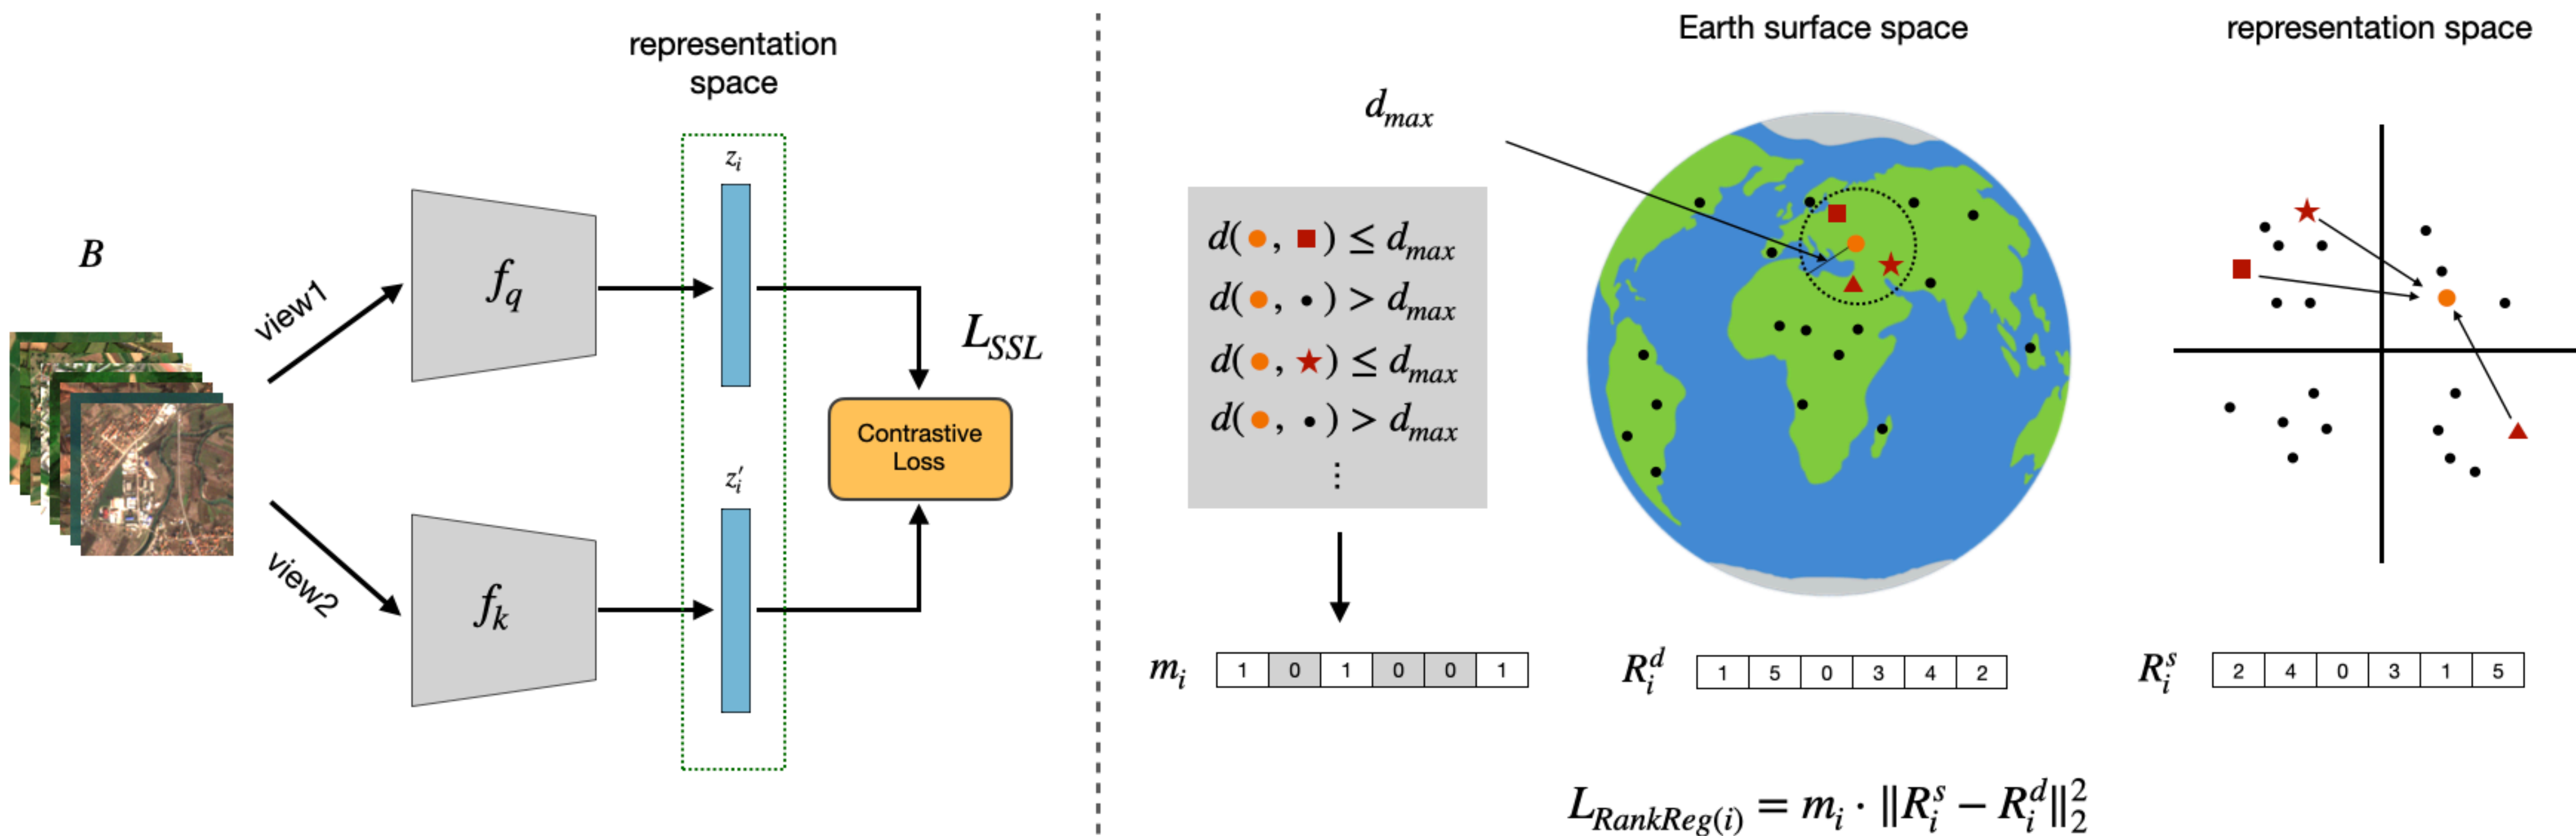 representation
space
B
view1
view2
f_q
f_k
z_i
z'_i
L_SSL
Contrastive
Loss
Earth surface space
representation space
d_max
d(●, ■) ≤ d_max
d(●, •) > d_max
d(●, ★) ≤ d_max
d(●, •) > d_max
⋮
m_i 1 0 1 0 0 1
R_i^d 1 5 0 3 4 2
R_i^s 2 4 0 3 1 5
L_RankReg(i) = m_i · ‖R_i^s − R_i^d‖_2^2